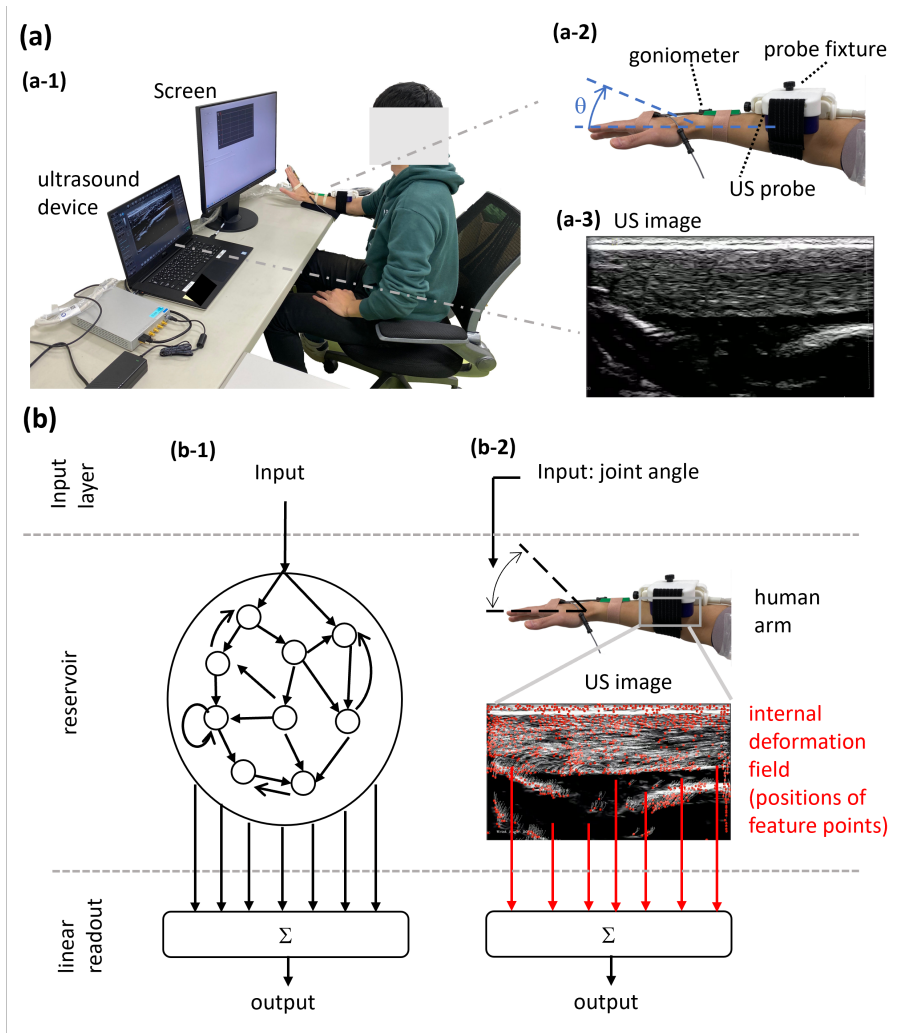 (a)
(a-1)
Screen
ultrasound
device
(a-2)
goniometer
probe fixture
θ
US probe
(a-3) US image
(b)
(b-1)
(b-2)
Input
layer
Input
Input: joint angle
reservoir
human
arm
US image
internal
deformation
field
(positions of
feature points)
linear
readout
Σ
Σ
output
output